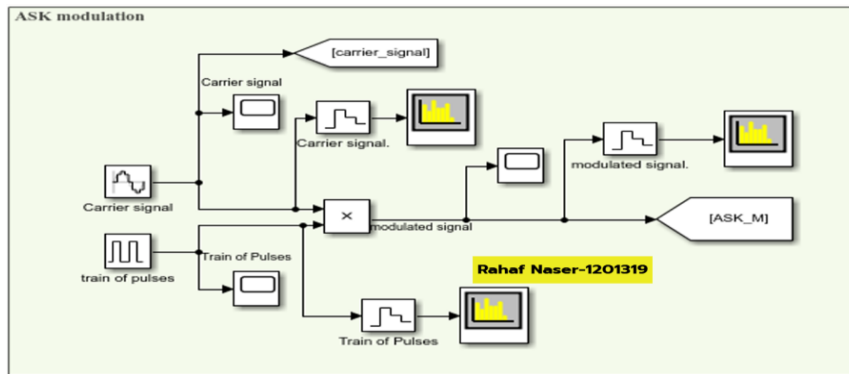 ASK modulation
[carrier_signal]
Carrier signal
Carrier signal.
modulated signal.
Carrier signal
×
modulated signal
[ASK_M]
Train of Pulses
train of pulses
Rahaf Naser-1201319
Train of Pulses